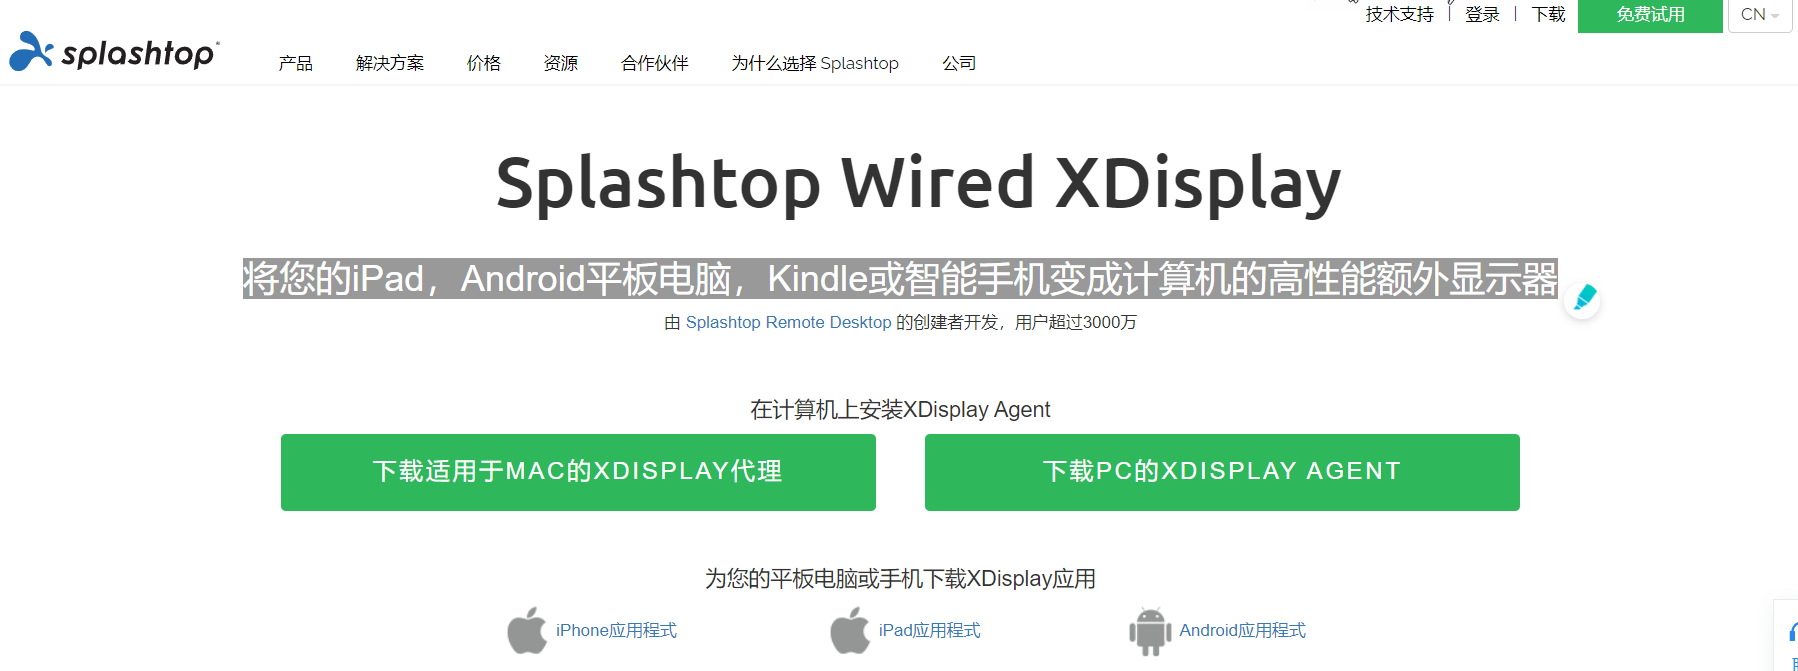 技术支持 | 登录 | 下载 免费试用 CN
splashtop
产品 解决方案 价格 资源 合作伙伴 为什么选择 Splashtop 公司
Splashtop Wired XDisplay
将您的iPad，Android平板电脑，Kindle或智能手机变成计算机的高性能额外显示器
由 Splashtop Remote Desktop 的创建者开发，用户超过3000万
在计算机上安装XDisplay Agent
下载适用于MAC的XDISPLAY代理 下载PC的XDISPLAY AGENT
为您的平板电脑或手机下载XDisplay应用
iPhone应用程式 iPad应用程式 Android应用程式